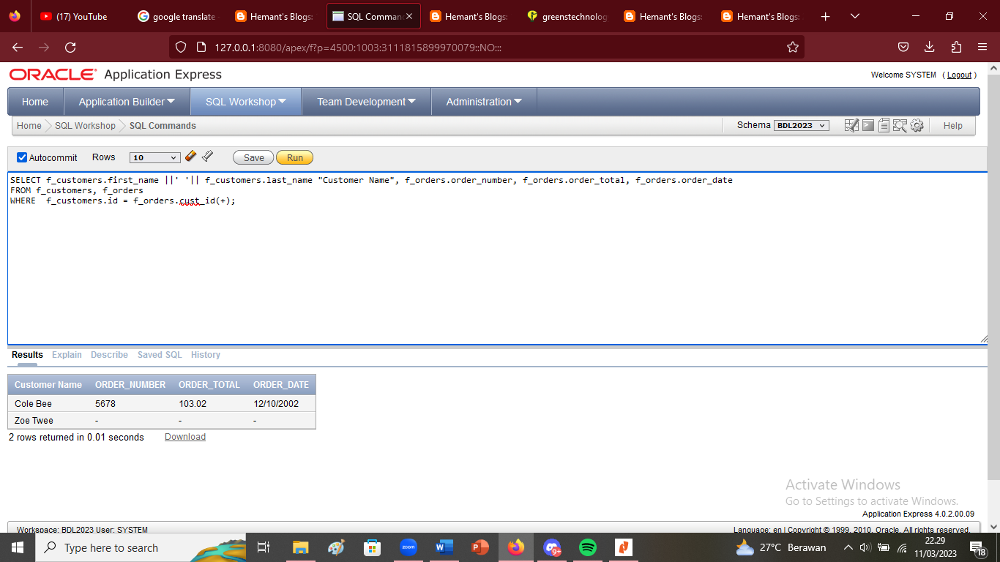 (17) YouTube
google translate
Hemant's Blogs:
SQL Comman
Hemant's Blogs:
greenstechnolog
Hemant's Blogs:
Hemant's Blogs:
127.0.0.1:8080/apex/f?p=4500:1003:3111815899970079::NO:::
ORACLE Application Express
Welcome SYSTEM ( Logout )
Home Application Builder SQL Workshop Team Development Administration
Home SQL Workshop SQL Commands
Schema BDL2023 Help
Autocommit Rows 10 Save Run
SELECT f_customers.first_name ||' '|| f_customers.last_name "Customer Name", f_orders.order_number, f_orders.order_total, f_orders.order_date
FROM f_customers, f_orders
WHERE  f_customers.id = f_orders.cust_id(+);
Results Explain Describe Saved SQL History
Customer Name ORDER_NUMBER ORDER_TOTAL ORDER_DATE
Cole Bee 5678 103.02 12/10/2002
Zoe Twee - - -
2 rows returned in 0.01 seconds Download
Activate Windows
Go to Settings to activate Windows.
Application Express 4.0.2.00.09
Workspace: BDL2023 User: SYSTEM
Language: en | Copyright © 1999, 2010, Oracle. All rights reserved.
Type here to search
zoom
W
P
9+
27°C Berawan
22.29
11/03/2023
18